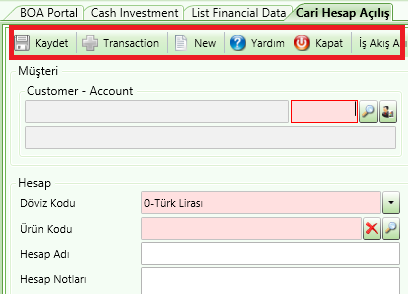 BOA Portal Cash Investment List Financial Data Cari Hesap Açılış
Kaydet Transaction New Yardım Kapat İş Akış
Müşteri
Customer - Account
Hesap
Döviz Kodu 0-Türk Lirası
Ürün Kodu
Hesap Adı
Hesap Notları